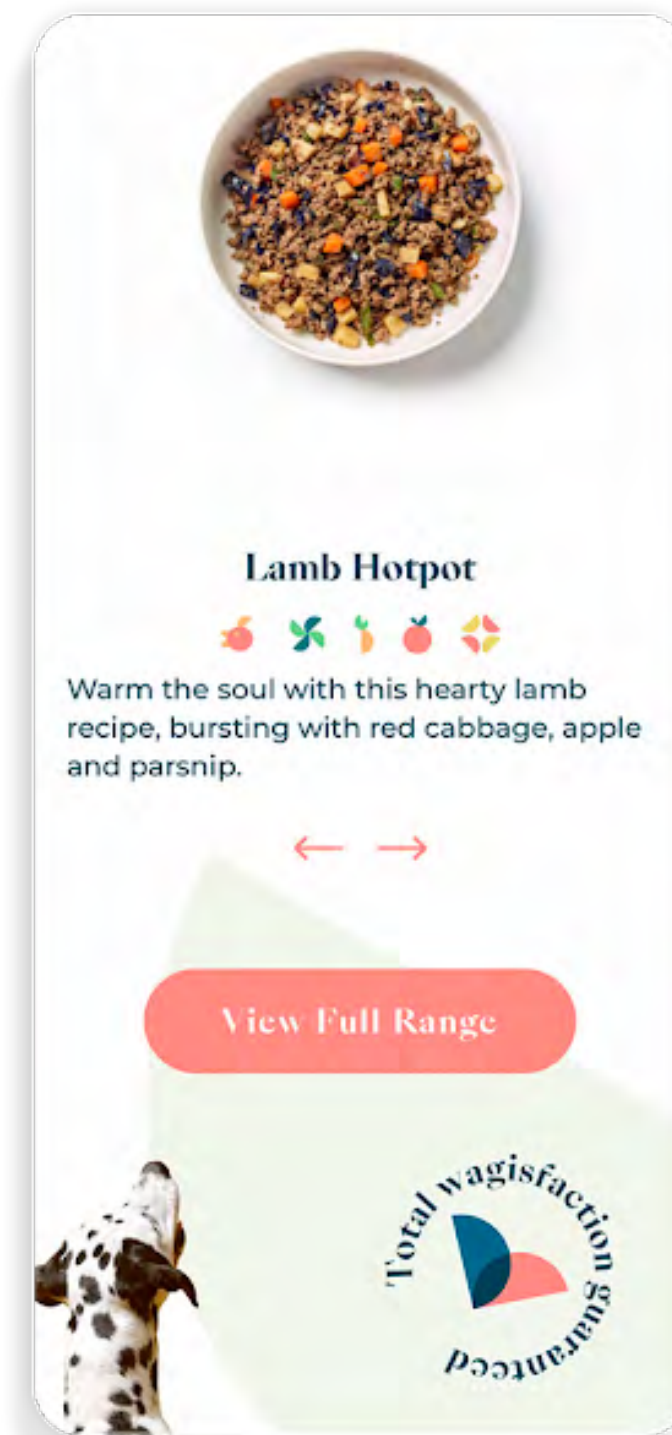 Lamb Hotpot
Warm the soul with this hearty lamb
recipe, bursting with red cabbage, apple
and parsnip.
View Full Range
Total wagisfaction guaranteed